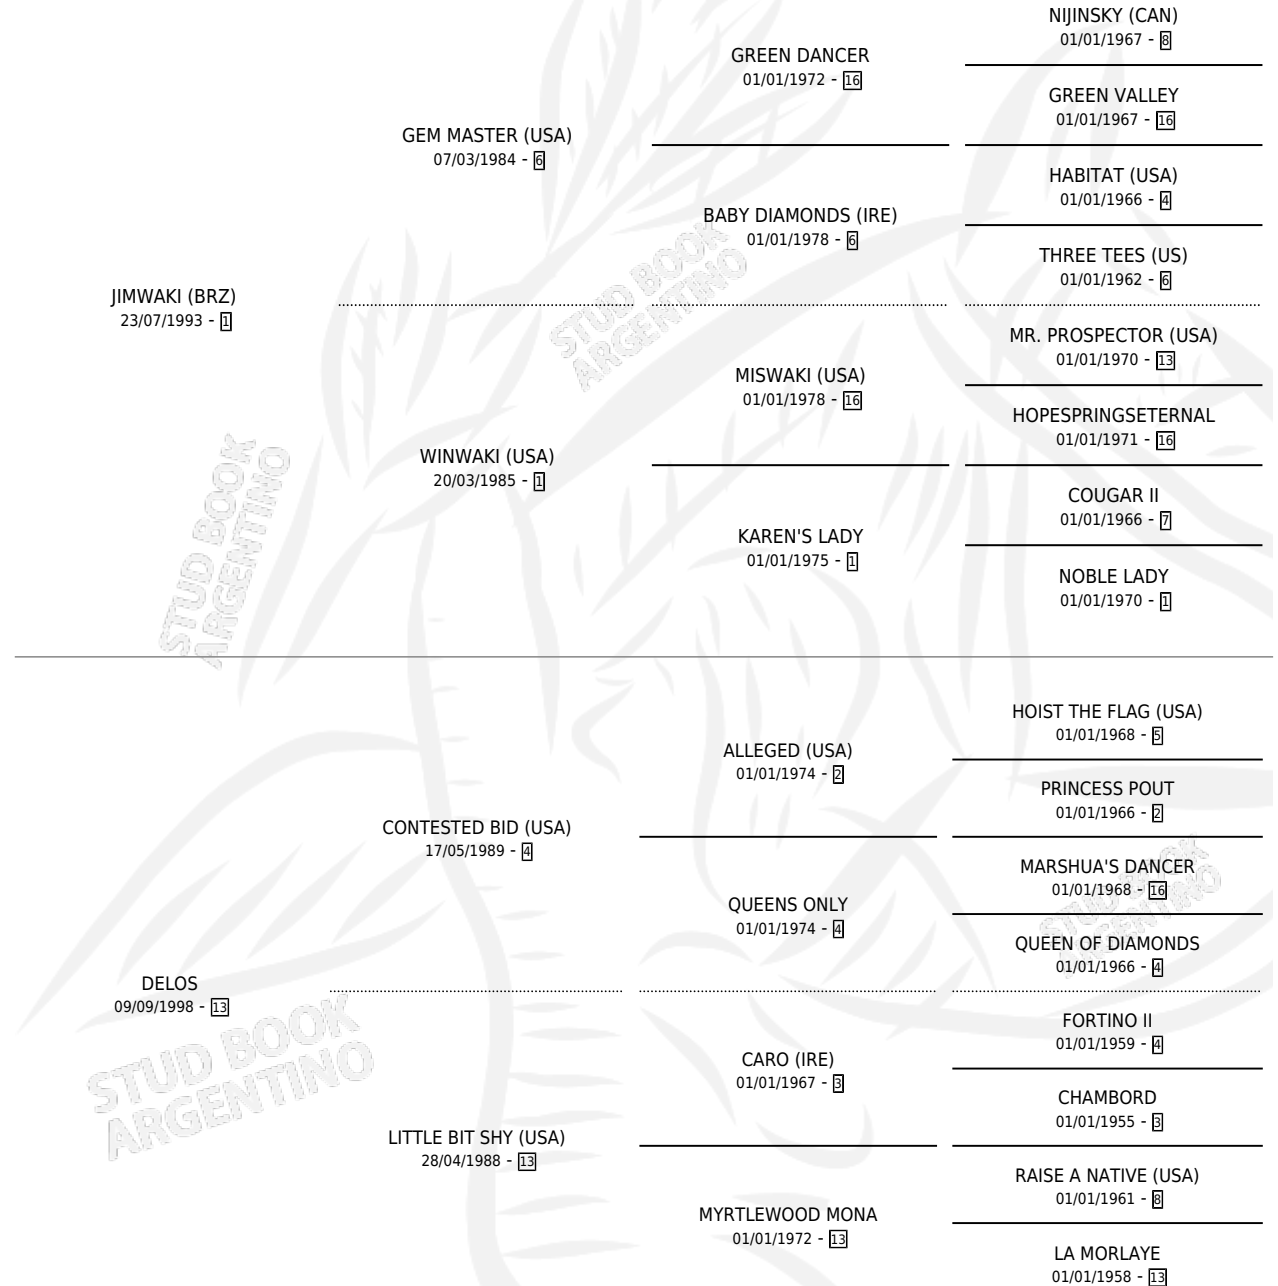 NIJINSKY (CAN)
01/01/1967 - 8
GREEN DANCER
01/01/1972 - 16
GREEN VALLEY
01/01/1967 - 16
GEM MASTER (USA)
07/03/1984 - 6
HABITAT (USA)
01/01/1966 - 4
BABY DIAMONDS (IRE)
01/01/1978 - 6
THREE TEES (US)
01/01/1962 - 6
JIMWAKI (BRZ)
23/07/1993 - 1
STUD BOOK
ARGENTINO
MR. PROSPECTOR (USA)
01/01/1970 - 13
MISWAKI (USA)
01/01/1978 - 16
HOPESPRINGSETERNAL
01/01/1971 - 16
WINWAKI (USA)
20/03/1985 - 1
COUGAR II
01/01/1966 - 7
KAREN'S LADY
01/01/1975 - 1
NOBLE LADY
01/01/1970 - 1
STUD BOOK
ARGENTINO
HOIST THE FLAG (USA)
01/01/1968 - 5
ALLEGED (USA)
01/01/1974 - 2
PRINCESS POUT
01/01/1966 - 2
CONTESTED BID (USA)
17/05/1989 - 4
MARSHUA'S DANCER
01/01/1968 - 16
STUD BOOK
ARGENTINO
QUEENS ONLY
01/01/1974 - 4
QUEEN OF DIAMONDS
01/01/1966 - 4
DELOS
09/09/1998 - 13
STUD BOOK
ARGENTINO
FORTINO II
01/01/1959 - 4
CARO (IRE)
01/01/1967 - 3
CHAMBORD
01/01/1955 - 3
LITTLE BIT SHY (USA)
28/04/1988 - 13
RAISE A NATIVE (USA)
01/01/1961 - 8
MYRTLEWOOD MONA
01/01/1972 - 13
LA MORLAYE
01/01/1958 - 13